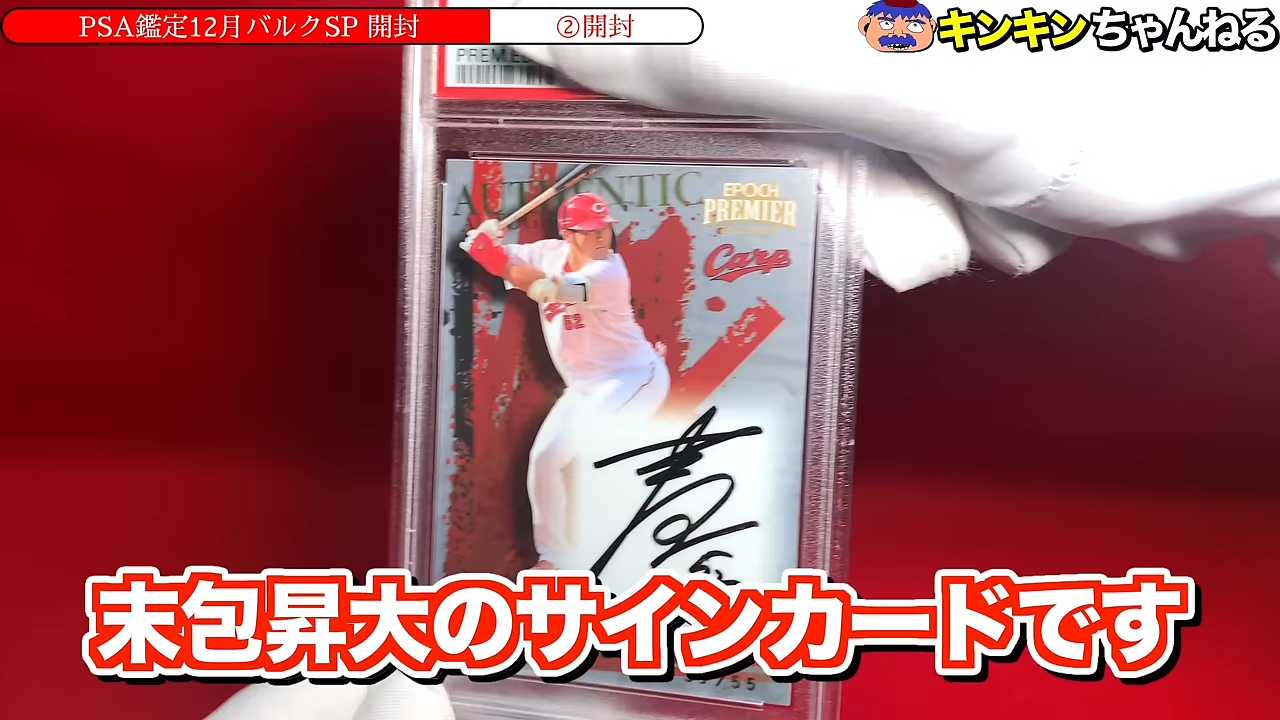 PSA鑑定12月バルクSP 開封
②開封
キンキンちゃんねる
AUTHENTIC
EPOCH
PREMIER
Carp
62
末包昇大のサインカードです